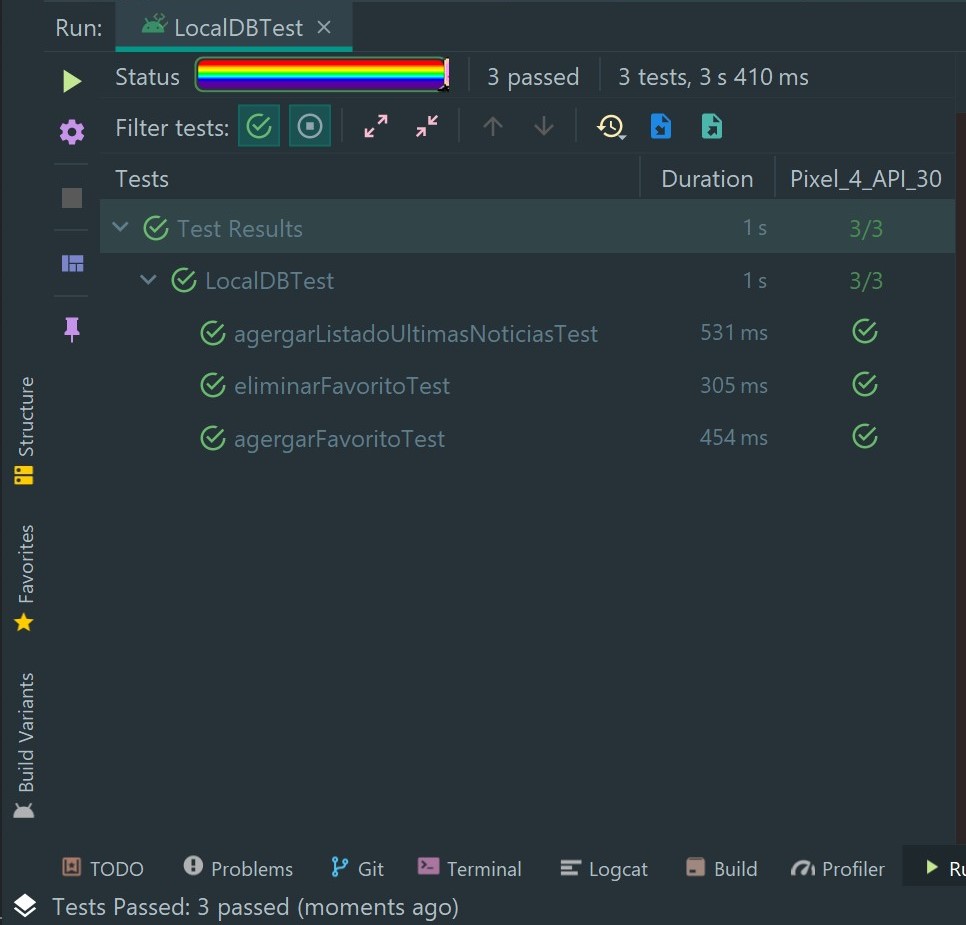 Run: LocalDBTest
Status 3 passed 3 tests, 3 s 410 ms
Filter tests:
Tests Duration Pixel_4_API_30
Test Results 1 s 3/3
LocalDBTest 1 s 3/3
agergarListadoUltimasNoticiasTest 531 ms
eliminarFavoritoTest 305 ms
agergarFavoritoTest 454 ms
Structure
Favorites
Build Variants
TODO Problems Git Terminal Logcat Build Profiler Ru
Tests Passed: 3 passed (moments ago)